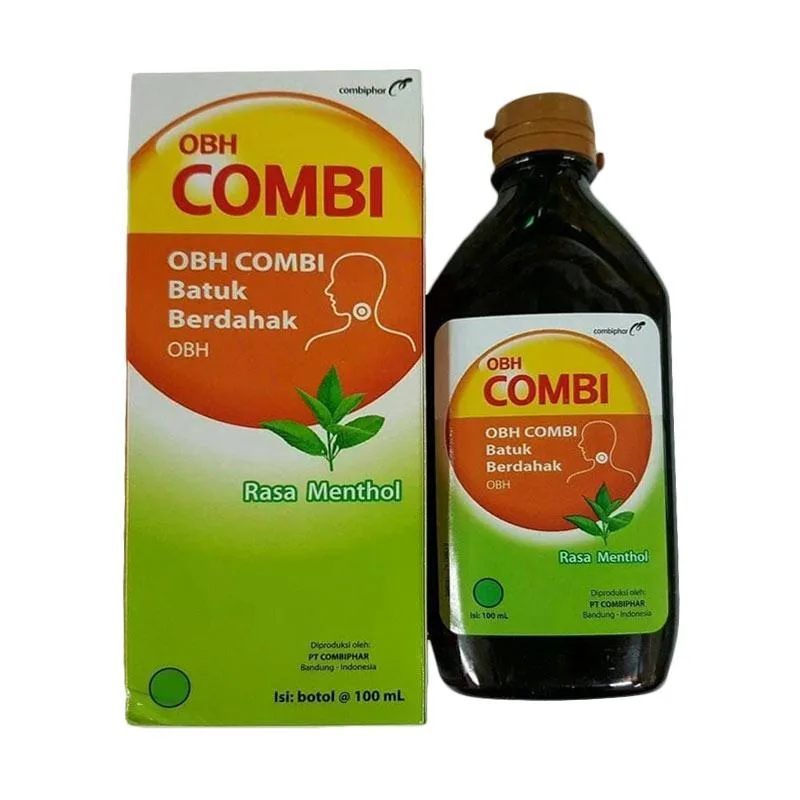 combiphar
OBH
COMBI
OBH COMBI
Batuk
Berdahak
OBH
Rasa Menthol
Diproduksi oleh:
PT COMBIPHAR
Bandung - Indonesia
Isi: botol @ 100 mL
combiphar
OBH
COMBI
OBH COMBI
Batuk
Berdahak
OBH
Rasa Menthol
Isi: 100 mL
Diproduksi oleh:
PT COMBIPHAR
Bandung - Indonesia